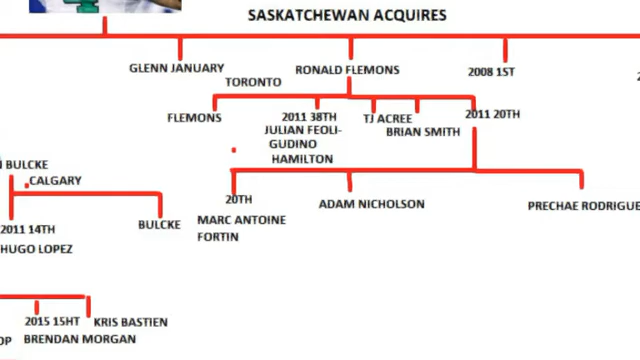 SASKATCHEWAN ACQUIRES
GLENN JANUARY
RONALD FLEMONS
2008 1ST
TORONTO
FLEMONS
2011 38TH
JULIAN FEOLI-
GUDINO
HAMILTON
TJ ACREE
BRIAN SMITH
2011 20TH
BULCKE
CALGARY
2011 14TH
HUGO LOPEZ
BULCKE
20TH
MARC ANTOINE
FORTIN
ADAM NICHOLSON
PRECHAE RODRIGUE
2015 15HT
BRENDAN MORGAN
KRIS BASTIEN